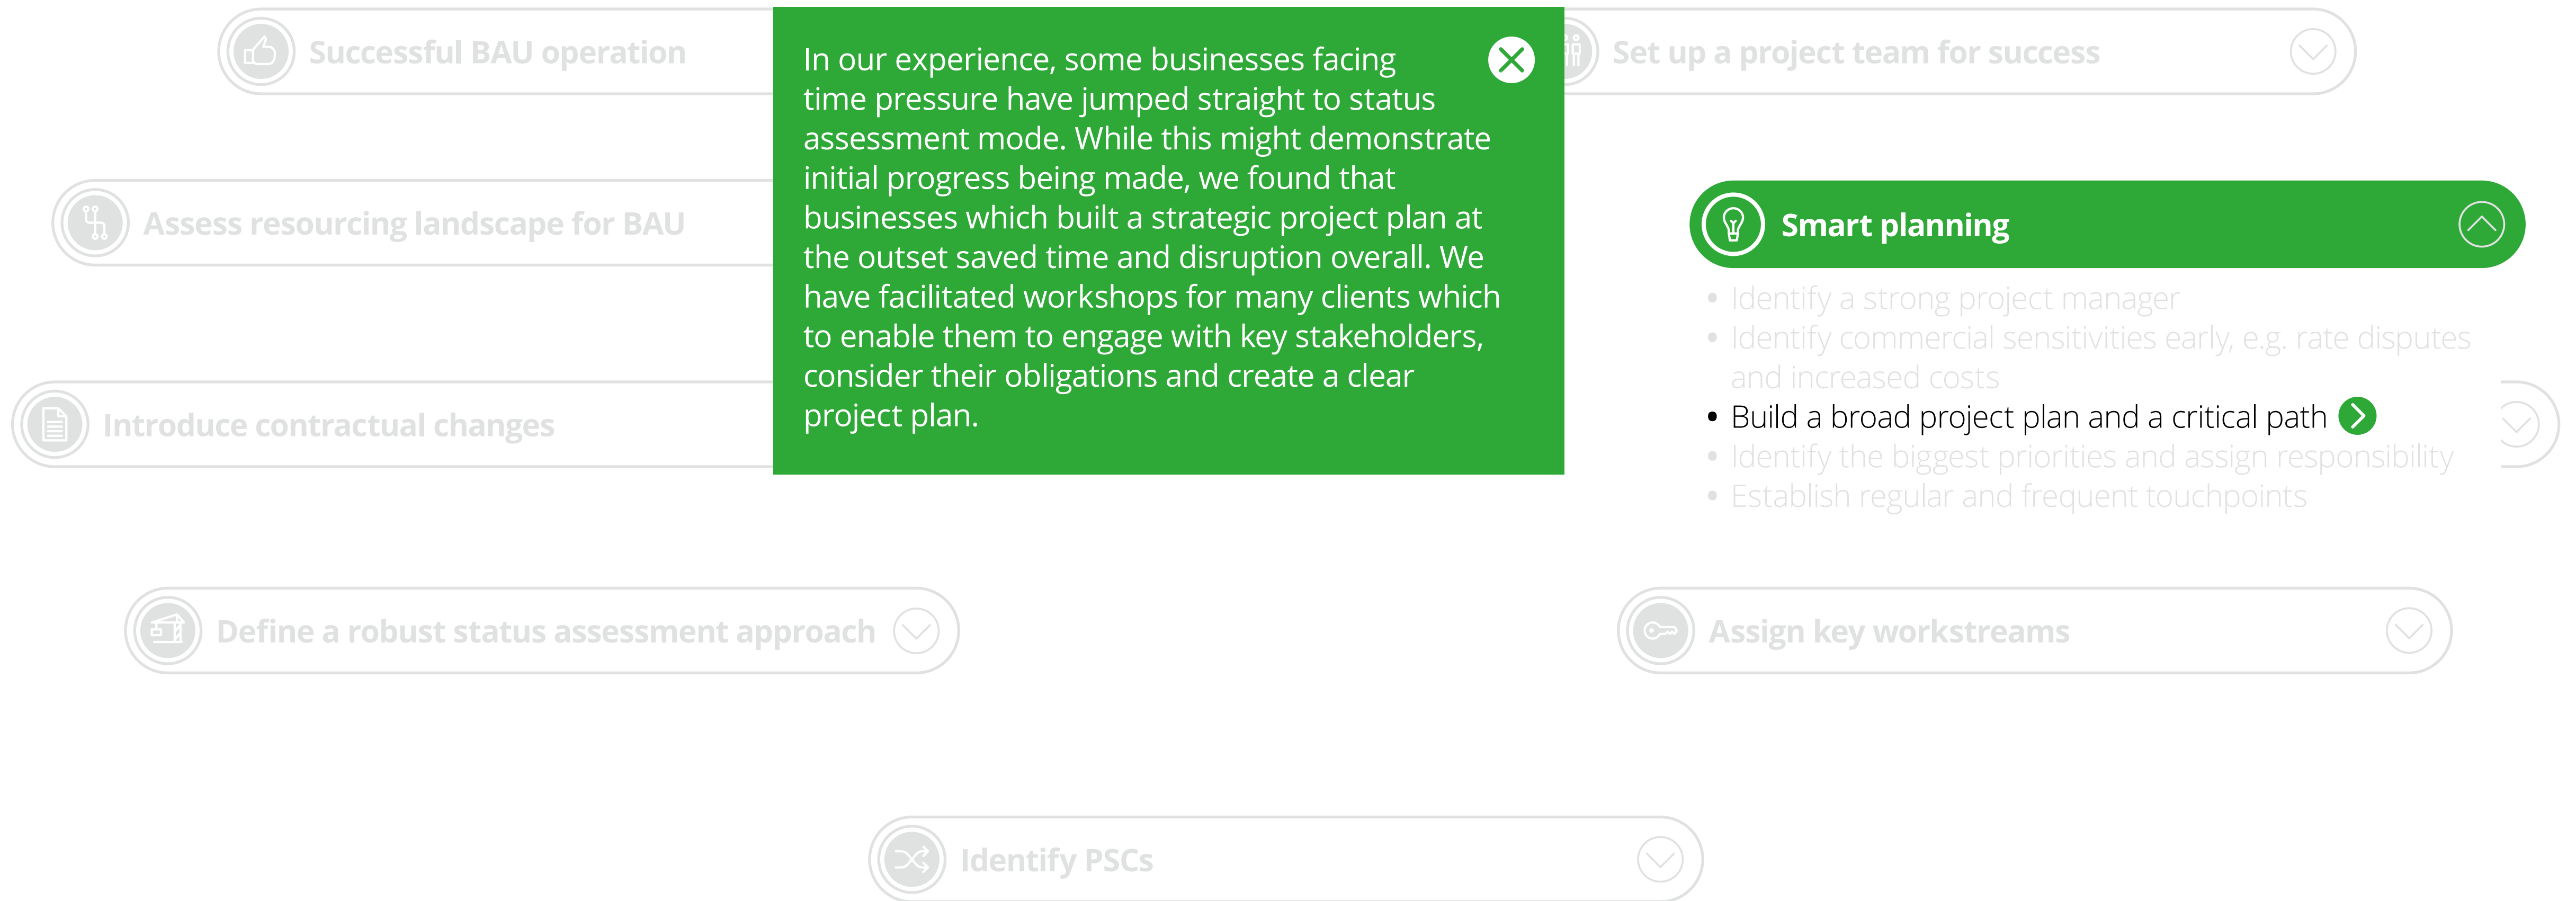 Successful BAU operation
In our experience, some businesses facing
time pressure have jumped straight to status
assessment mode. While this might demonstrate
initial progress being made, we found that
businesses which built a strategic project plan at
the outset saved time and disruption overall. We
have facilitated workshops for many clients which
to enable them to engage with key stakeholders,
consider their obligations and create a clear
project plan.
Set up a project team for success
Assess resourcing landscape for BAU
Smart planning
• Identify a strong project manager
• Identify commercial sensitivities early, e.g. rate disputes
and increased costs
• Build a broad project plan and a critical path
• Identify the biggest priorities and assign responsibility
• Establish regular and frequent touchpoints
Introduce contractual changes
Define a robust status assessment approach
Assign key workstreams
Identify PSCs